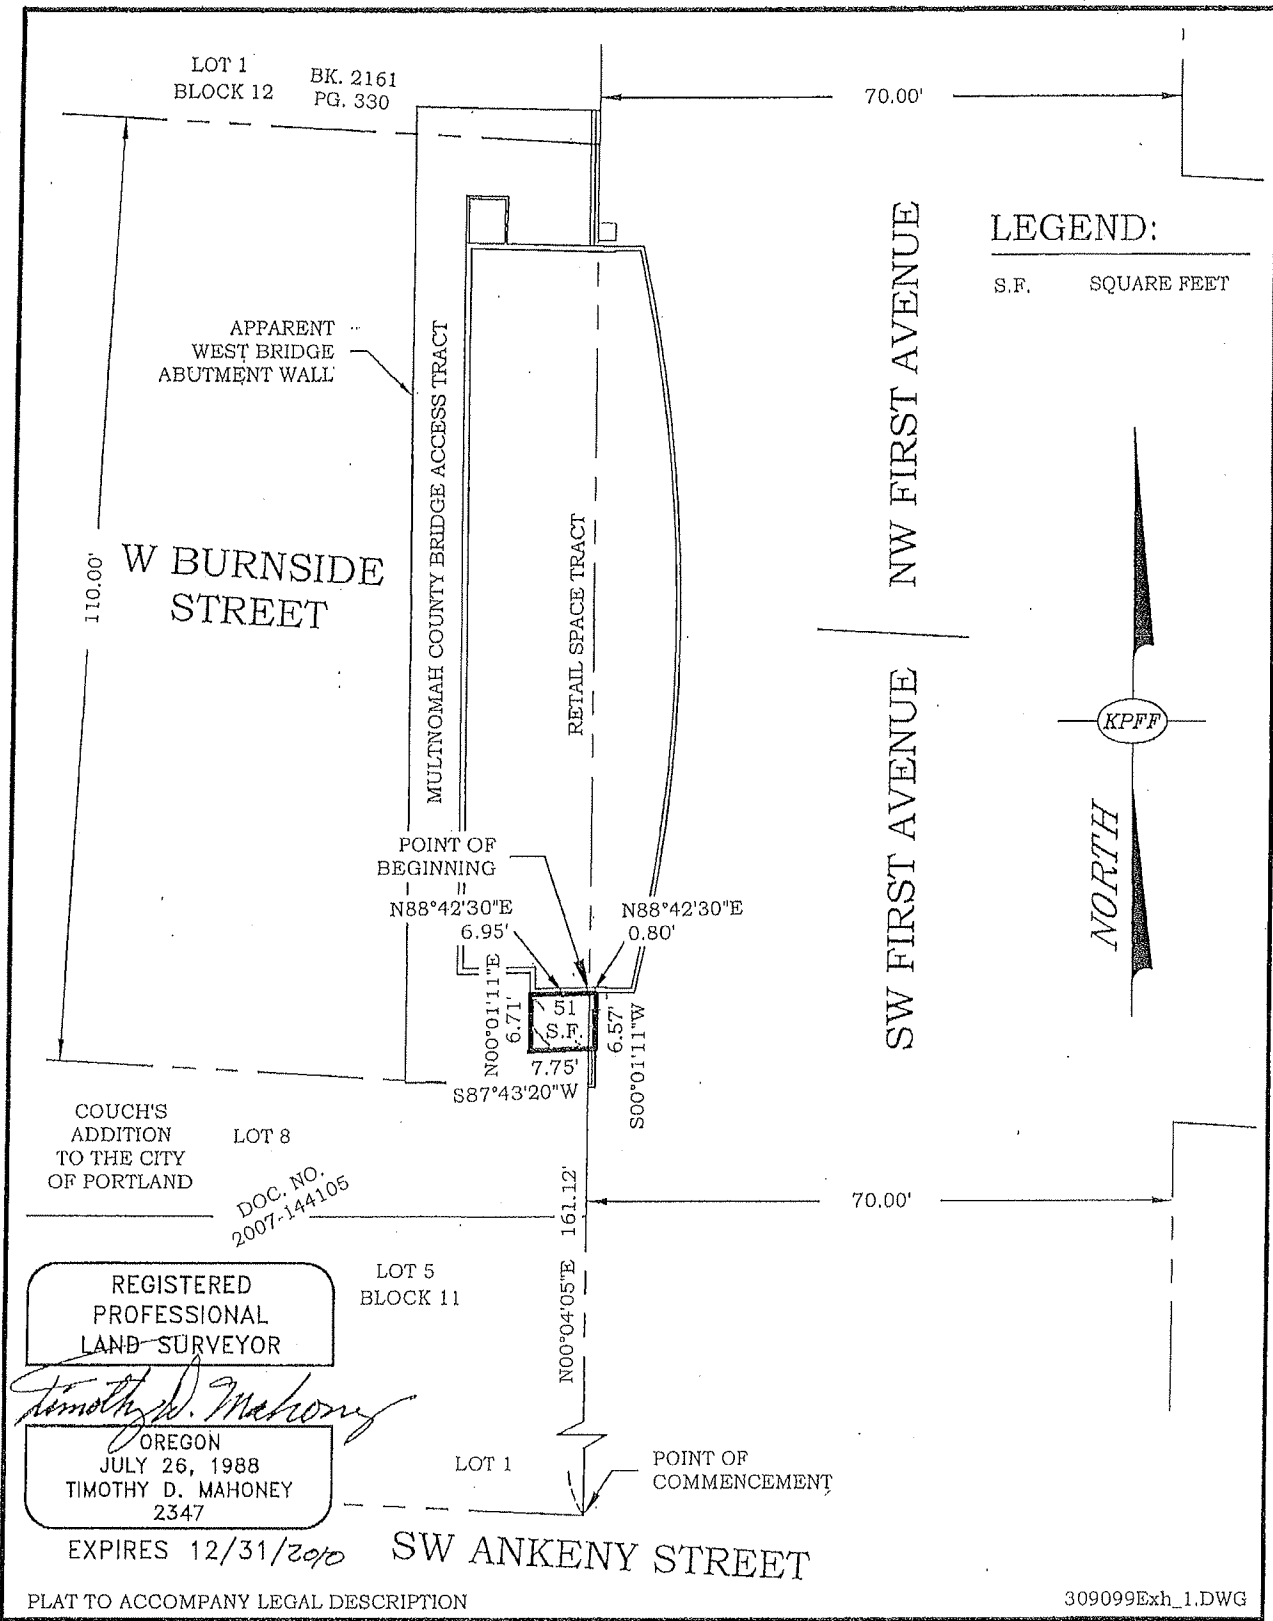 LOT 1
BLOCK 12
BK. 2161
PG. 330
70.00'
LEGEND:
S.F. SQUARE FEET
APPARENT
WEST BRIDGE
ABUTMENT WALL
110.00'
W BURNSIDE
STREET
MULTNOMAH COUNTY BRIDGE ACCESS TRACT
RETAIL SPACE TRACT
NW FIRST AVENUE
SW FIRST AVENUE
KPFF
NORTH
POINT OF
BEGINNING
N88°42'30"E
6.95'
N88°42'30"E
0.80'
N00°01'11"E
6.71'
51
S.F.
6.57'
S00°01'11"W
7.75'
S87°43'20"W
COUCH'S
ADDITION
TO THE CITY
OF PORTLAND
LOT 8
DOC. NO.
2007-144105
70.00'
N00°04'05"E 161.12'
LOT 5
BLOCK 11
REGISTERED
PROFESSIONAL
LAND SURVEYOR
Timothy D. Mahoney
OREGON
JULY 26, 1988
TIMOTHY D. MAHONEY
2347
EXPIRES 12/31/2010
LOT 1
POINT OF
COMMENCEMENT
SW ANKENY STREET
PLAT TO ACCOMPANY LEGAL DESCRIPTION
309099Exh_1.DWG